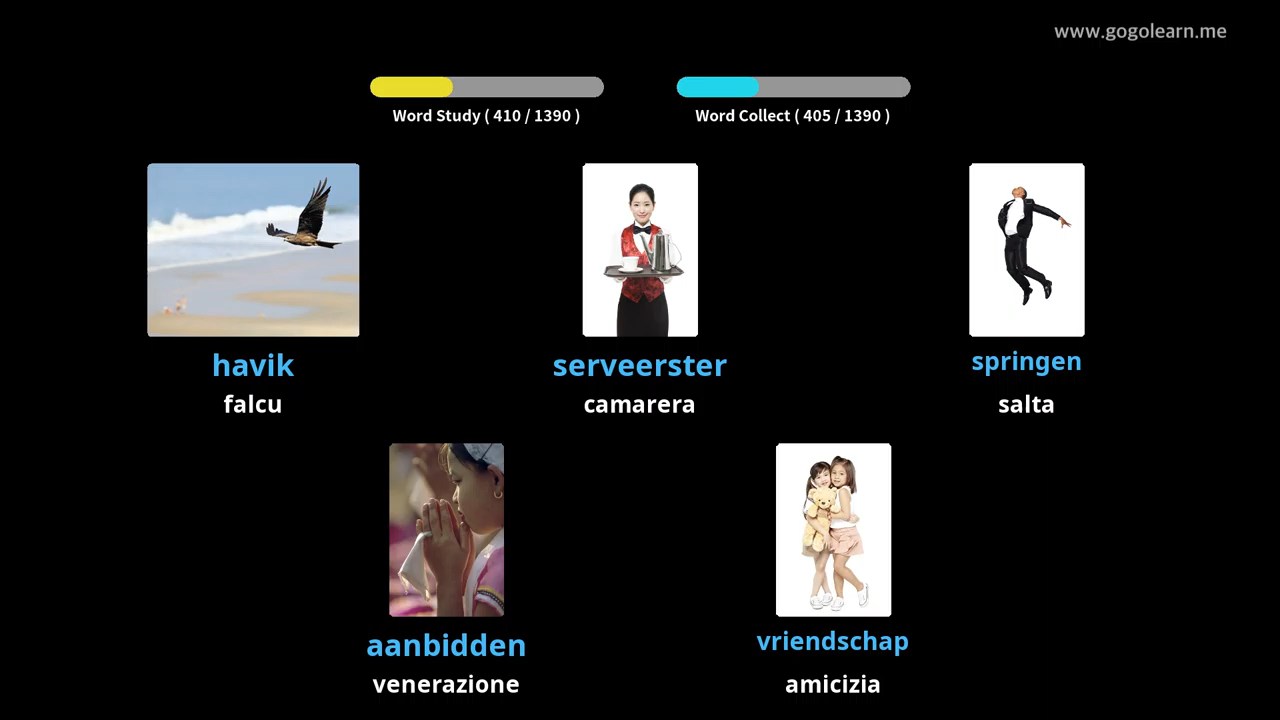 www.gogolearn.me
Word Study ( 410 / 1390 )
Word Collect ( 405 / 1390 )
havik
falcu
serveerster
camarera
springen
salta
aanbidden
venerazione
vriendschap
amicizia